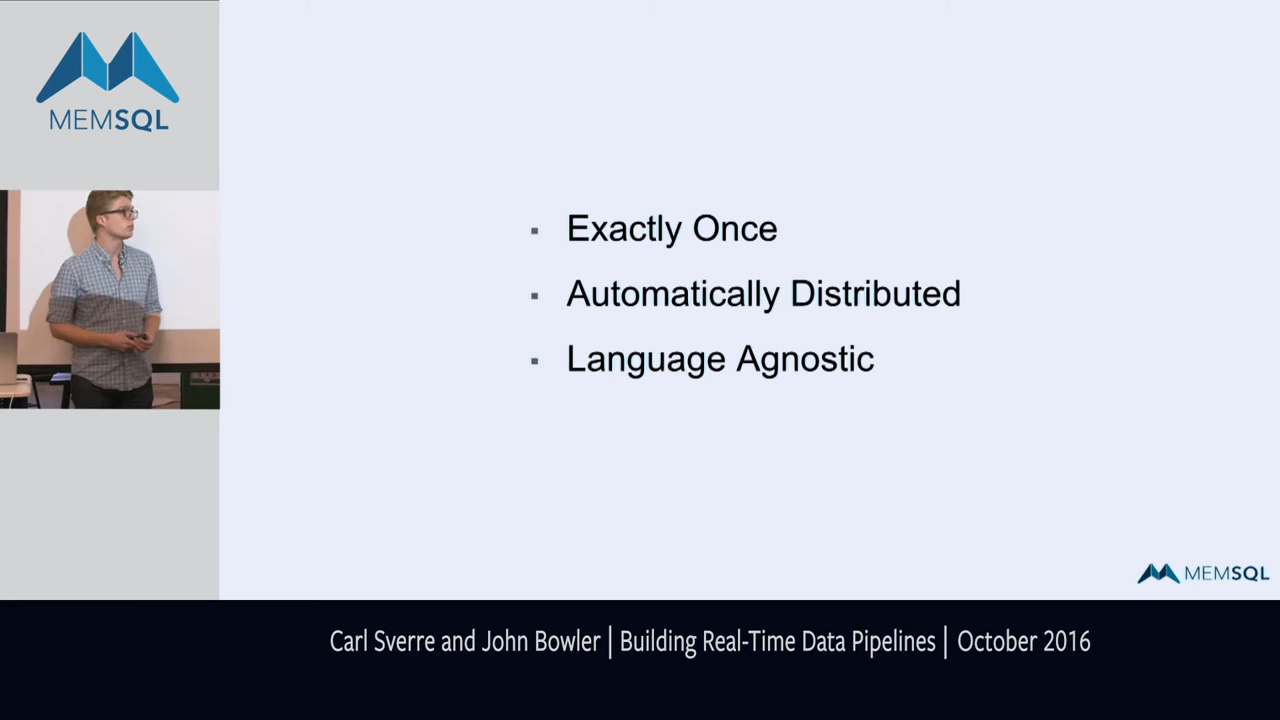 MEMSQL
Exactly Once
Automatically Distributed
Language Agnostic
MEMSQL
Carl Sverre and John Bowler | Building Real-Time Data Pipelines | October 2016